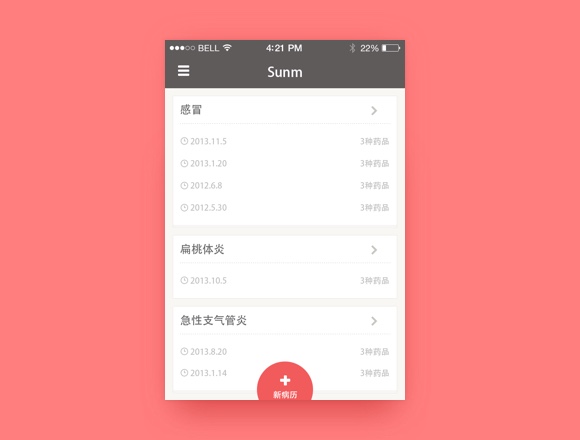 BELL 4:21 PM 22%
Sunm
感冒
2013.11.5 3种药品
2013.1.20 3种药品
2012.6.8 3种药品
2012.5.30 3种药品
扁桃体炎
2013.10.5 3种药品
急性支气管炎
2013.8.20 3种药品
2013.1.14 3种药品
新病历